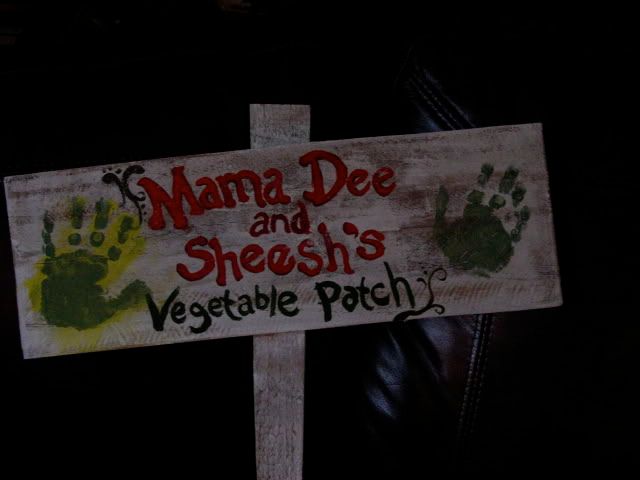 Mama Dee
and
Sheesh's
Vegetable Patch